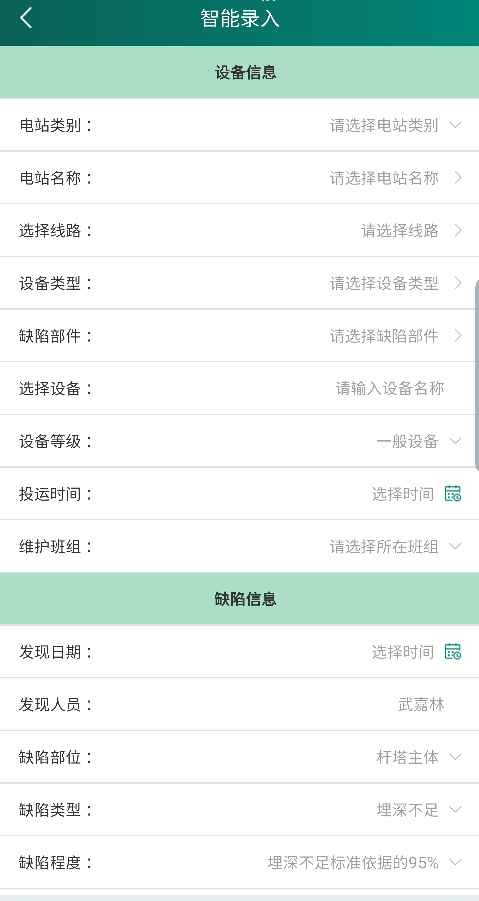 智能录入
设备信息
电站类别： 请选择电站类别
电站名称： 请选择电站名称
选择线路： 请选择线路
设备类型： 请选择设备类型
缺陷部件： 请选择缺陷部件
选择设备： 请输入设备名称
设备等级： 一般设备
投运时间： 选择时间
维护班组： 请选择所在班组
缺陷信息
发现日期： 选择时间
发现人员： 武嘉林
缺陷部位： 杆塔主体
缺陷类型： 埋深不足
缺陷程度： 埋深不足标准依据的95%